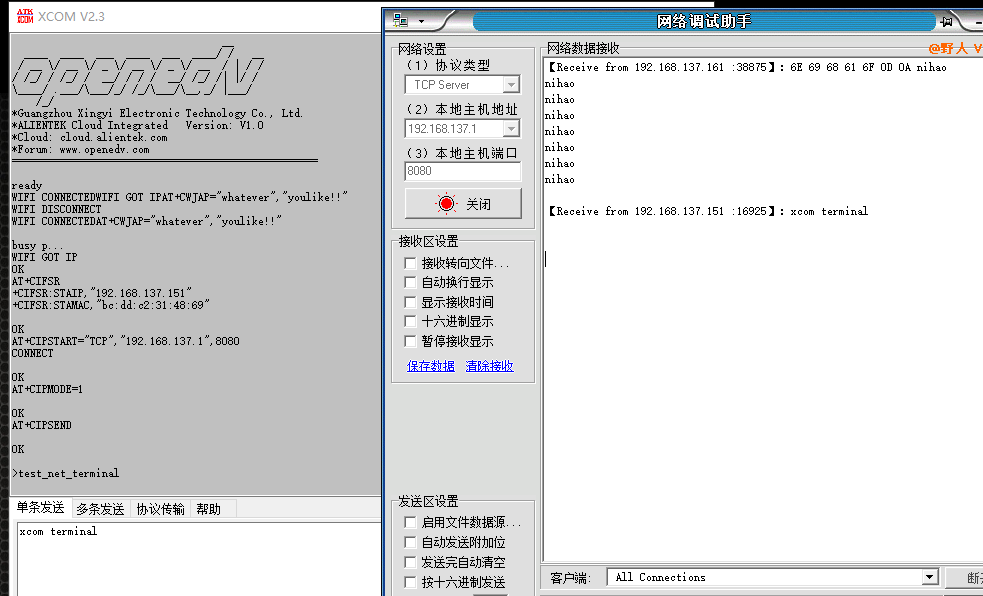 XCOM V2.3
openedv
*Guangzhou Xingyi Electronic Technology Co., Ltd.
*ALIENTEK Cloud Integrated Version: V1.0
*Cloud: cloud.alientek.com
*Forum: www.openedv.com
ready
WIFI CONNECTEDWIFI GOT IPAT+CWJAP="whatever","youlike!!"
WIFI DISCONNECT
WIFI CONNECTEDAT+CWJAP="whatever","youlike!!"
busy p...
WIFI GOT IP
OK
AT+CIFSR
+CIFSR:STAIP,"192.168.137.151"
+CIFSR:STAMAC,"bc:dd:c2:31:48:69"
OK
AT+CIPSTART="TCP","192.168.137.1",8080
CONNECT
OK
AT+CIPMODE=1
OK
AT+CIPSEND
OK
>test_net_terminal
单条发送 多条发送 协议传输 帮助
xcom terminal
网络调试助手
网络设置
(1) 协议类型
TCP Server
(2) 本地主机地址
192.168.137.1
(3) 本地主机端口
8080
关闭
接收区设置
接收转向文件...
自动换行显示
显示接收时间
十六进制显示
暂停接收显示
保存数据 清除接收
发送区设置
启用文件数据源...
自动发送附加位
发送完自动清空
按十六进制发送
网络数据接收
@野人 V
【Receive from 192.168.137.161 :38875】: 6E 69 68 61 6F 0D 0A nihao
nihao
nihao
nihao
nihao
nihao
nihao
nihao
【Receive from 192.168.137.151 :16925】: xcom terminal
客户端: All Connections
断